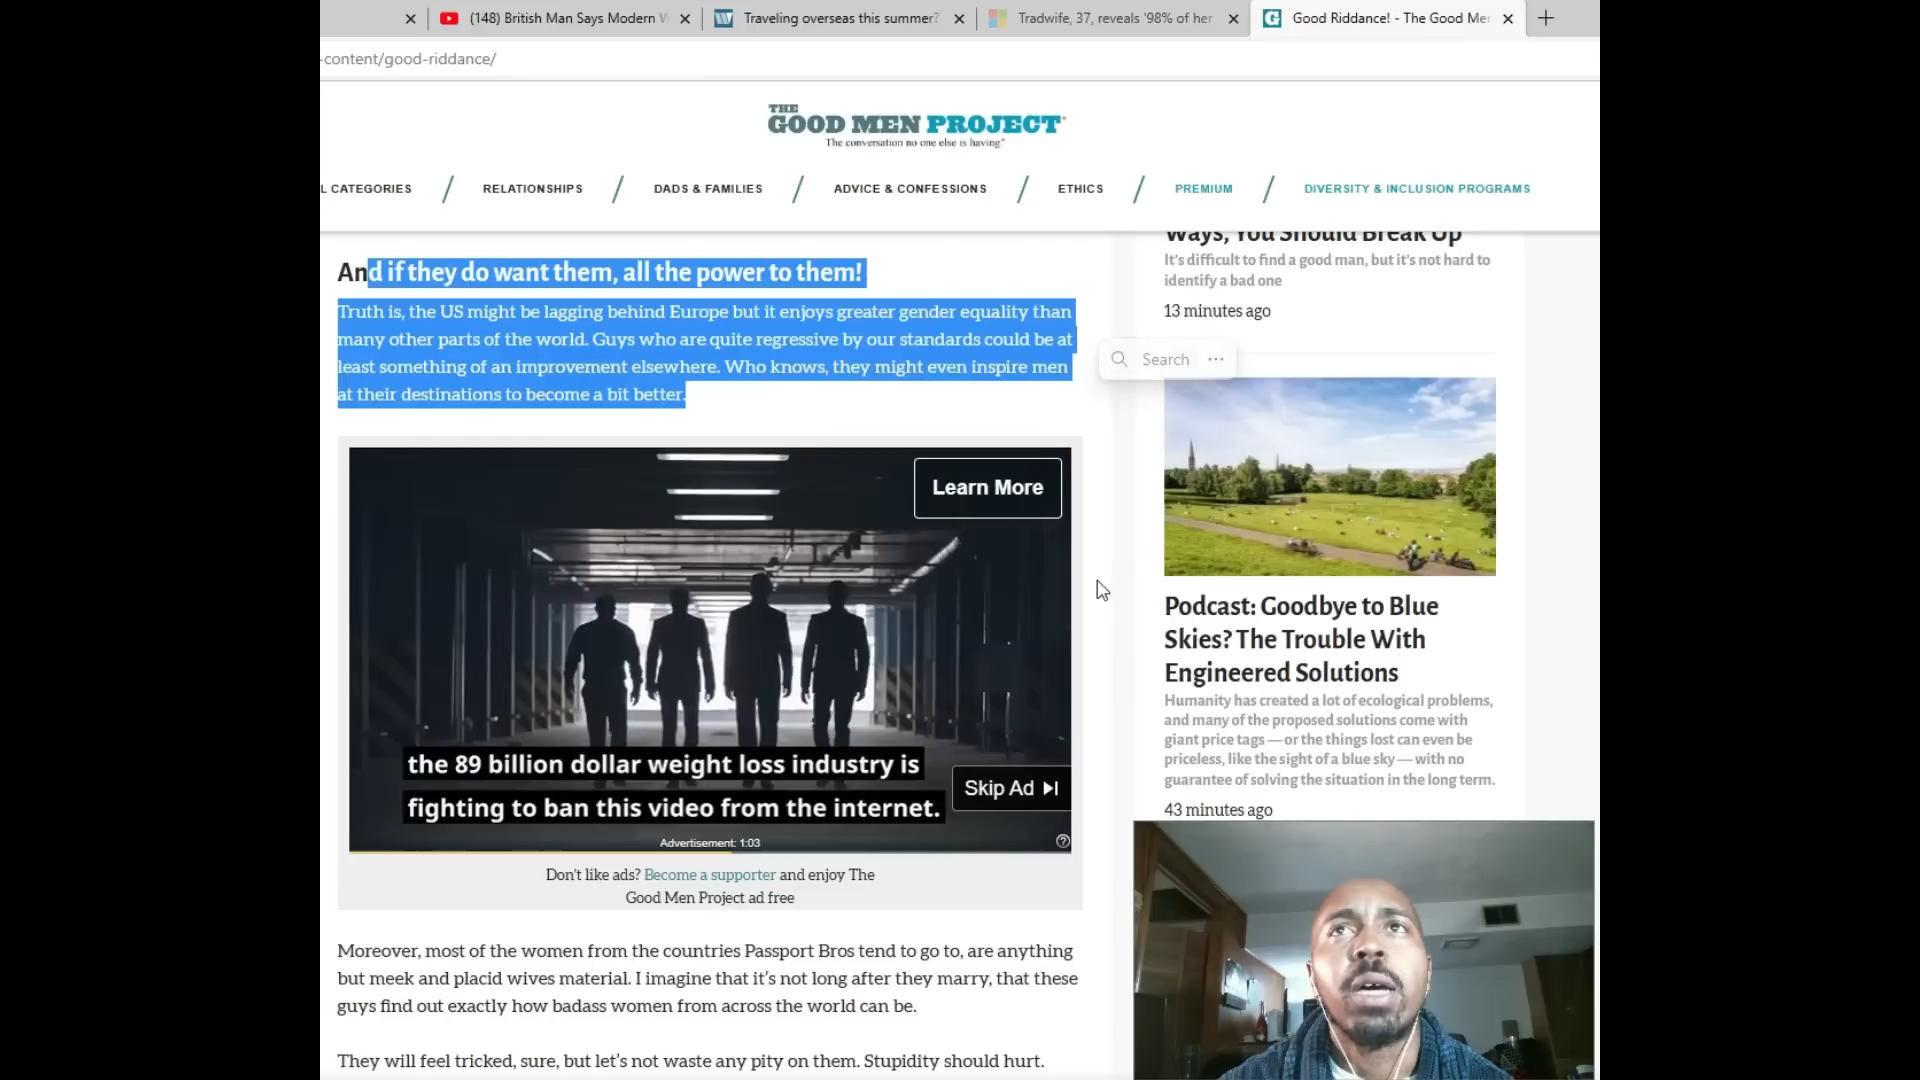 (148) British Man Says Modern W
Traveling overseas this summer?
Tradwife, 37, reveals '98% of her
Good Riddance! - The Good Me
-content/good-riddance/
THE
GOOD MEN PROJECT
The conversation no one else is having
L CATEGORIES
RELATIONSHIPS
DADS & FAMILIES
ADVICE & CONFESSIONS
ETHICS
PREMIUM
DIVERSITY & INCLUSION PROGRAMS
And if they do want them, all the power to them!
Truth is, the US might be lagging behind Europe but it enjoys greater gender equality than
many other parts of the world. Guys who are quite regressive by our standards could be at
least something of an improvement elsewhere. Who knows, they might even inspire men
at their destinations to become a bit better.
Learn More
the 89 billion dollar weight loss industry is
fighting to ban this video from the internet.
Skip Ad
Advertisement: 1:03
Don't like ads? Become a supporter and enjoy The
Good Men Project ad free
Moreover, most of the women from the countries Passport Bros tend to go to, are anything
but meek and placid wives material. I imagine that it's not long after they marry, that these
guys find out exactly how badass women from across the world can be.
They will feel tricked, sure, but let's not waste any pity on them. Stupidity should hurt.
Ways, You Should Break Up
It's difficult to find a good man, but it's not hard to
identify a bad one
13 minutes ago
Search
Podcast: Goodbye to Blue
Skies? The Trouble With
Engineered Solutions
Humanity has created a lot of ecological problems,
and many of the proposed solutions come with
giant price tags — or the things lost can even be
priceless, like the sight of a blue sky — with no
guarantee of solving the situation in the long term.
43 minutes ago